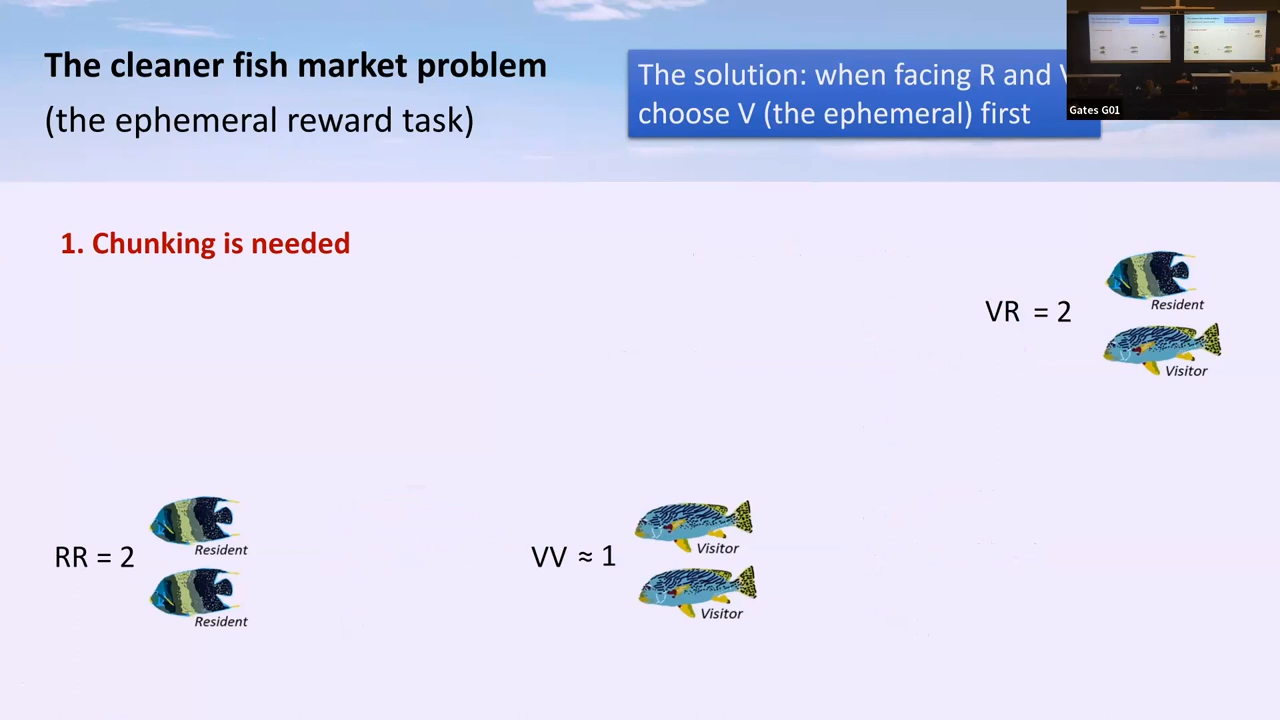 The cleaner fish market problem
(the ephemeral reward task)
The solution: when facing R and
choose V (the ephemeral) first
Gates G01
1. Chunking is needed
VR = 2
Resident
Visitor
RR = 2
Resident
Resident
VV ≈ 1
Visitor
Visitor